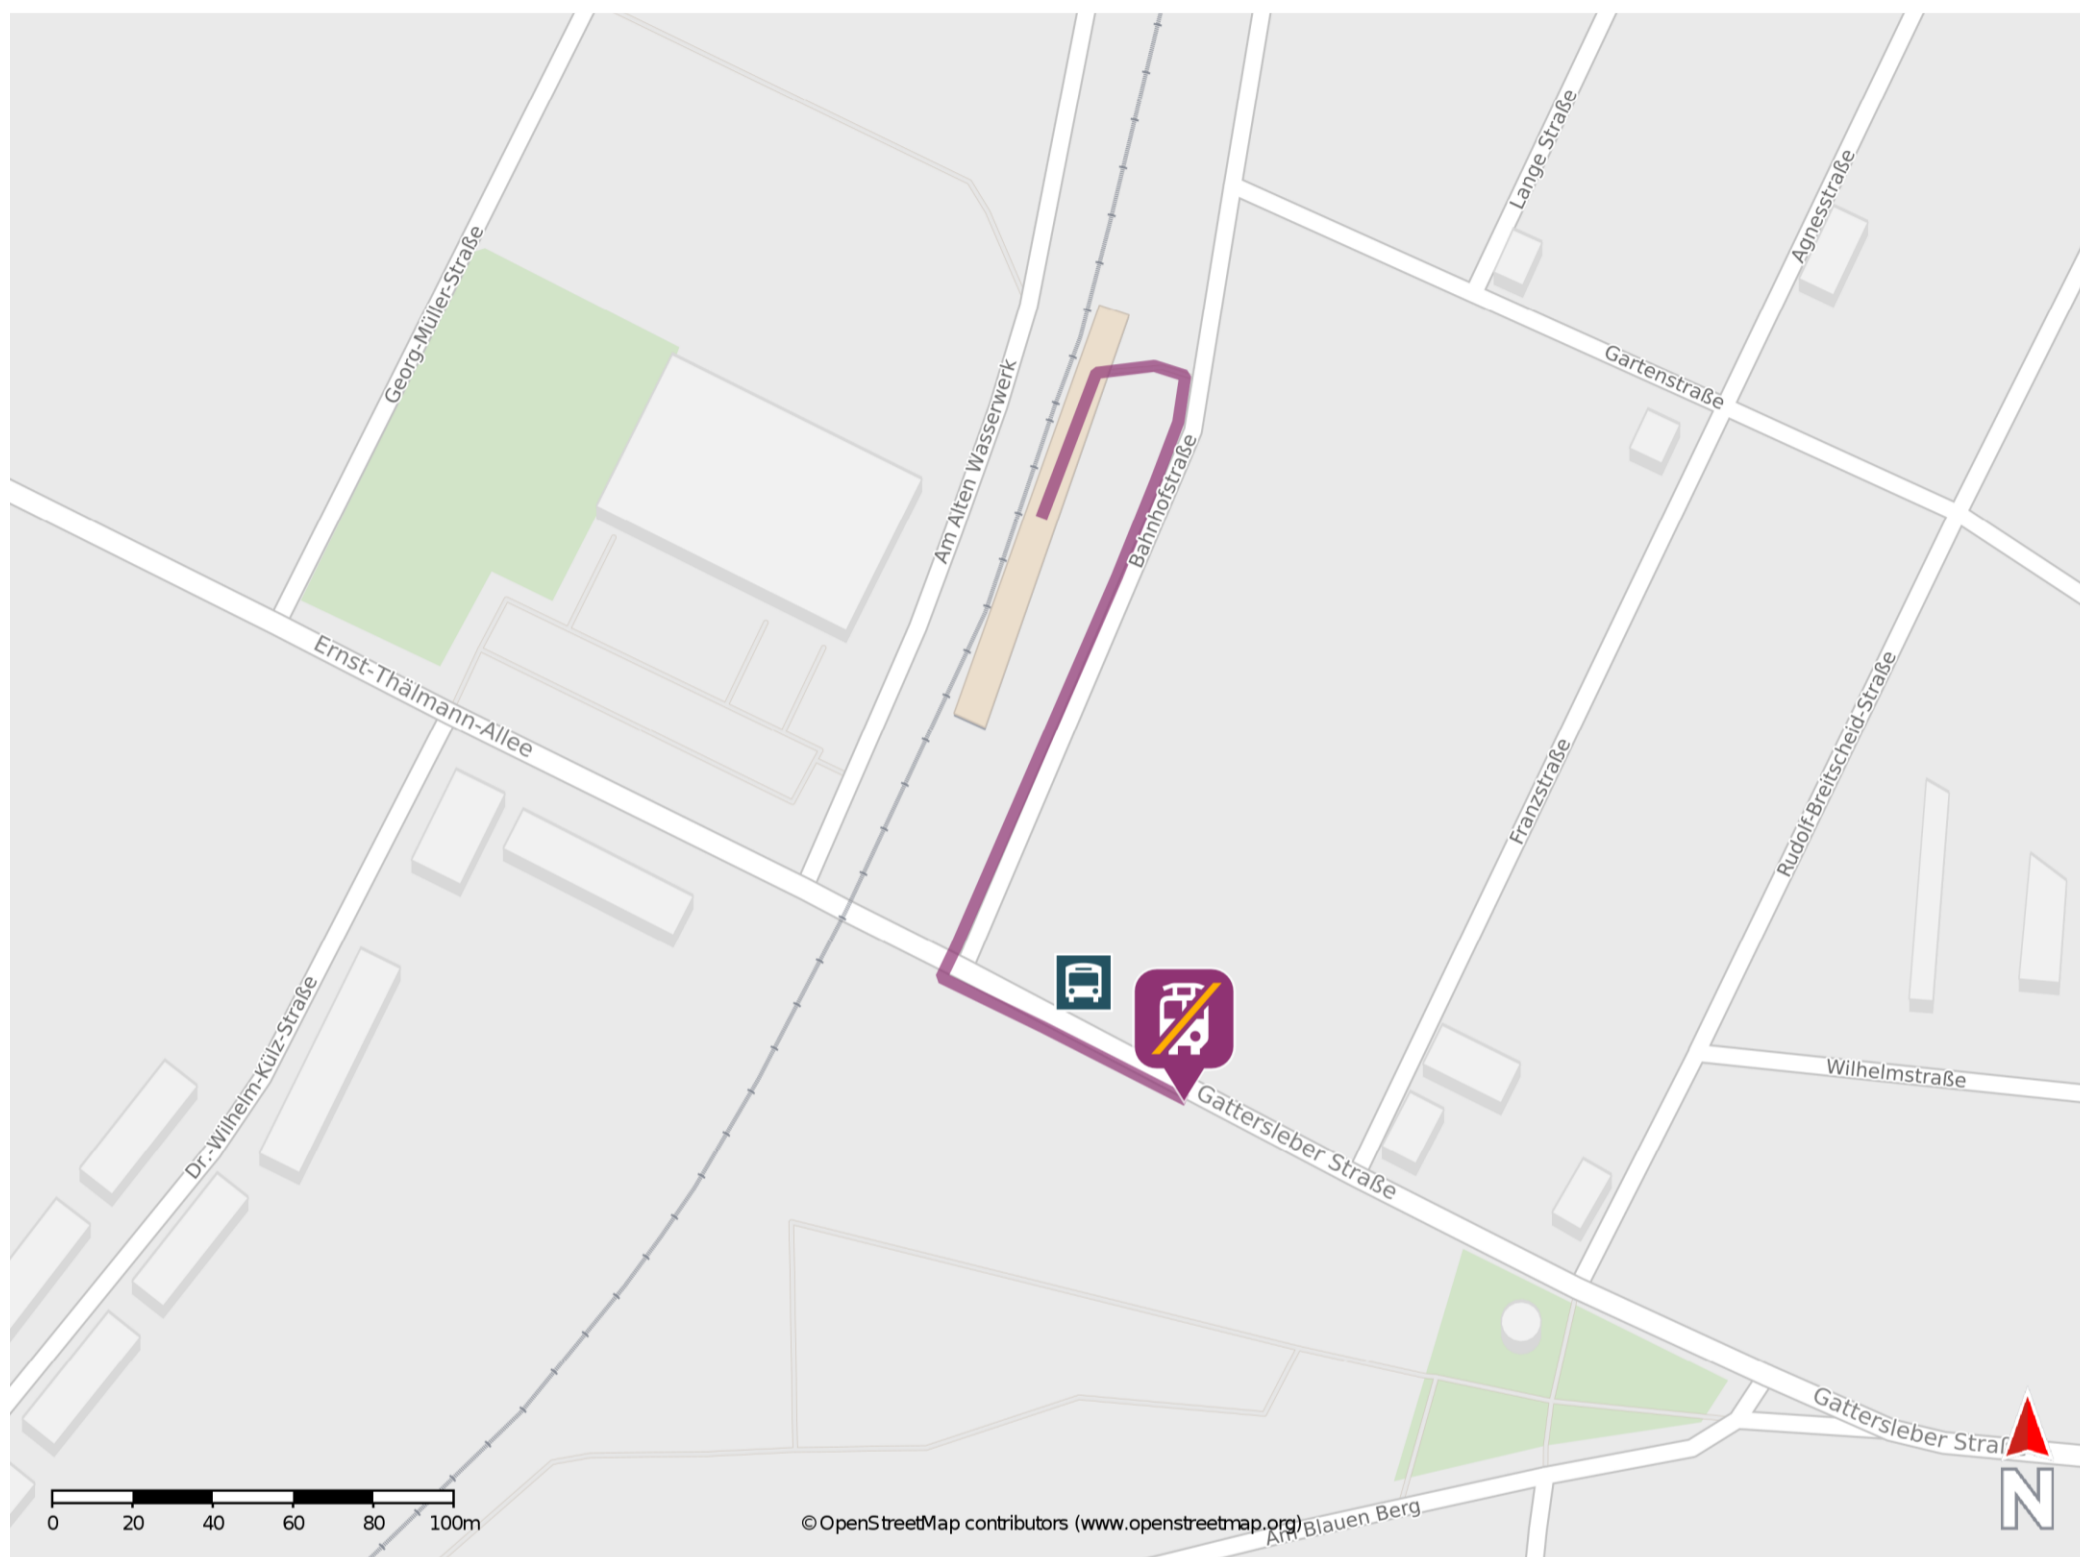 Lange Straße
Agnesstraße
Georg-Müller-Straße
Gartenstraße
Am Alten Wasserwerk
Bahnhofstraße
Ernst-Thälmann-Allee
Franzstraße
Rudolf-Breitscheid-Straße
Dr.-Wilhelm-Külz-Straße
Wilhelmstraße
Gattersleber Straße
Gattersleber Straße
N
0 20 40 60 80 100m
©OpenStreetMap contributors (www.openstreetmap.org)
Am Blauen Berg